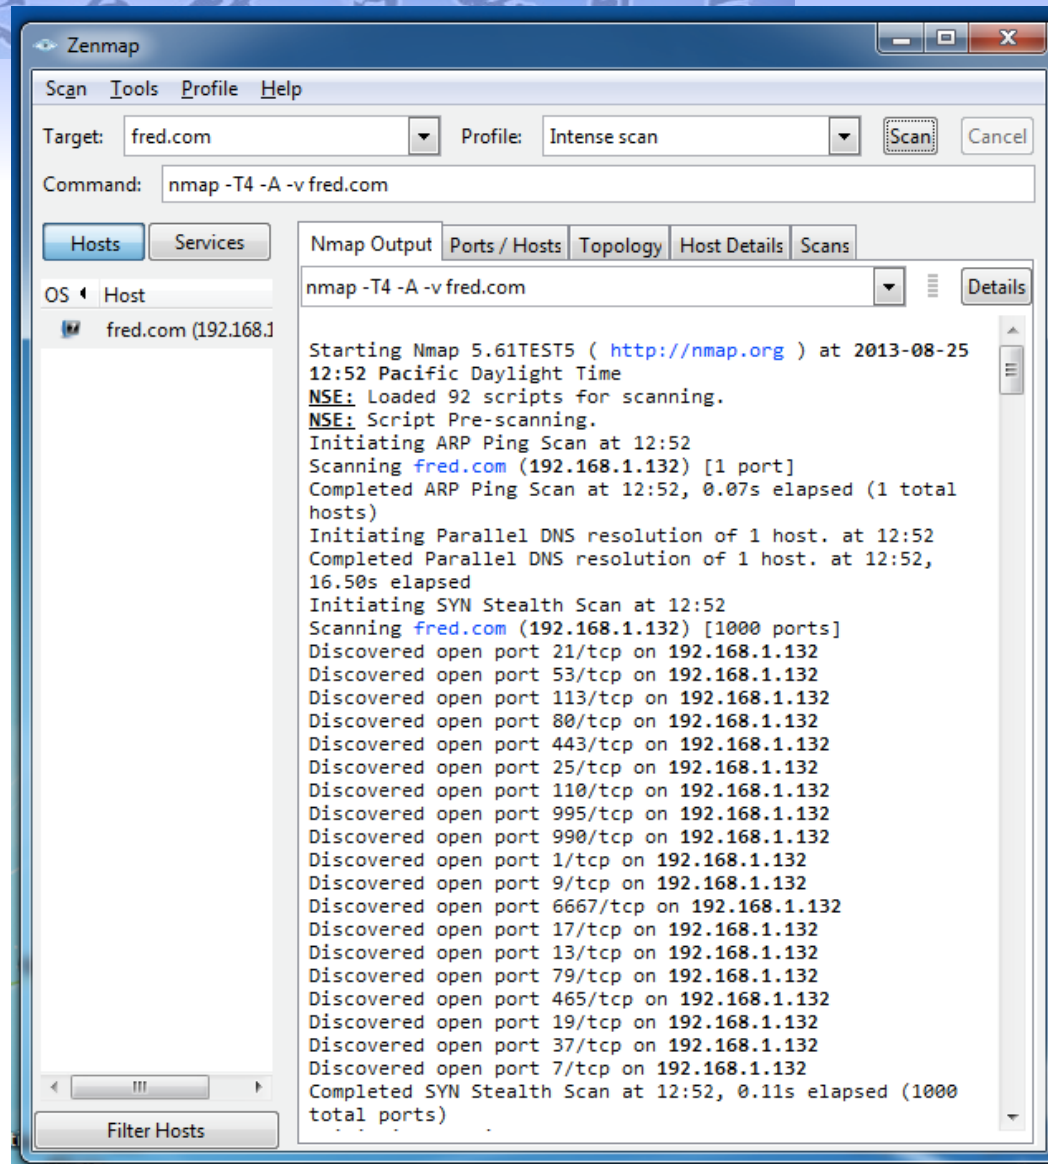 Zenmap
Scan Tools Profile Help
Target: fred.com Profile: Intense scan Scan Cancel
Command: nmap -T4 -A -v fred.com
Hosts Services Nmap Output Ports / Hosts Topology Host Details Scans
nmap -T4 -A -v fred.com Details
OS Host
fred.com (192.168.1
Starting Nmap 5.61TEST5 ( http://nmap.org ) at 2013-08-25
12:52 Pacific Daylight Time
NSE: Loaded 92 scripts for scanning.
NSE: Script Pre-scanning.
Initiating ARP Ping Scan at 12:52
Scanning fred.com (192.168.1.132) [1 port]
Completed ARP Ping Scan at 12:52, 0.07s elapsed (1 total
hosts)
Initiating Parallel DNS resolution of 1 host. at 12:52
Completed Parallel DNS resolution of 1 host. at 12:52,
16.50s elapsed
Initiating SYN Stealth Scan at 12:52
Scanning fred.com (192.168.1.132) [1000 ports]
Discovered open port 21/tcp on 192.168.1.132
Discovered open port 53/tcp on 192.168.1.132
Discovered open port 113/tcp on 192.168.1.132
Discovered open port 80/tcp on 192.168.1.132
Discovered open port 443/tcp on 192.168.1.132
Discovered open port 25/tcp on 192.168.1.132
Discovered open port 110/tcp on 192.168.1.132
Discovered open port 995/tcp on 192.168.1.132
Discovered open port 990/tcp on 192.168.1.132
Discovered open port 1/tcp on 192.168.1.132
Discovered open port 9/tcp on 192.168.1.132
Discovered open port 6667/tcp on 192.168.1.132
Discovered open port 17/tcp on 192.168.1.132
Discovered open port 13/tcp on 192.168.1.132
Discovered open port 79/tcp on 192.168.1.132
Discovered open port 465/tcp on 192.168.1.132
Discovered open port 19/tcp on 192.168.1.132
Discovered open port 37/tcp on 192.168.1.132
Discovered open port 7/tcp on 192.168.1.132
Completed SYN Stealth Scan at 12:52, 0.11s elapsed (1000
total ports)
Filter Hosts